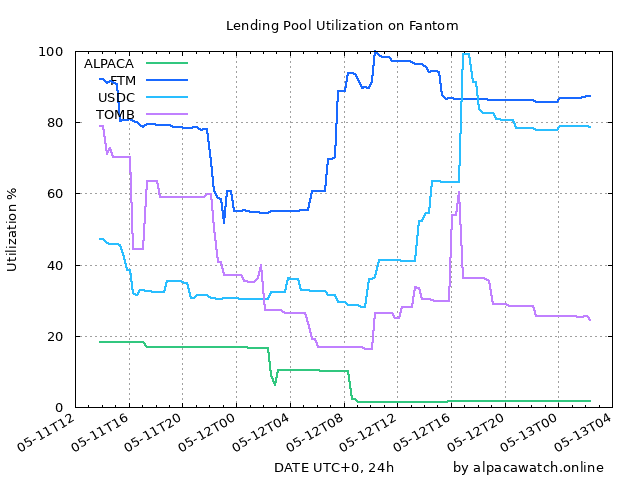 Lending Pool Utilization on Fantom
Utilization %
100
80
60
40
20
0
ALPACA
FTM
USDC
TOMB
05-11T12
05-11T16
05-11T20
05-12T00
05-12T04
05-12T08
05-12T12
05-12T16
05-12T20
05-13T00
05-13T04
DATE UTC+0, 24h
by alpacawatch.online